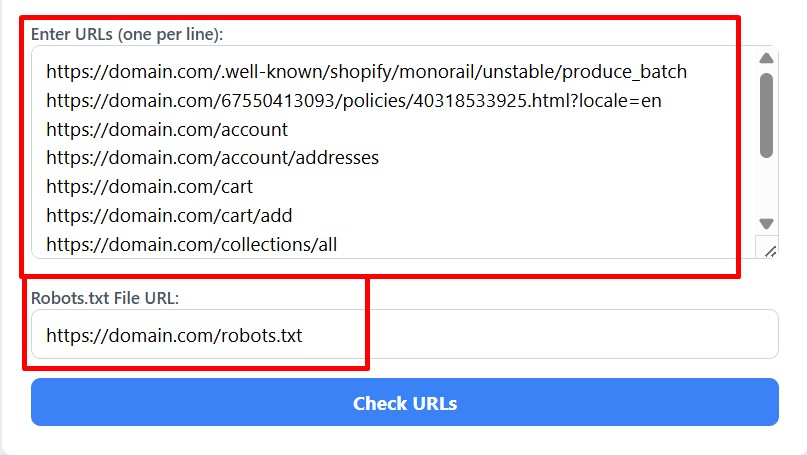 Enter URLs (one per line):
https://domain.com/.well-known/shopify/monorail/unstable/produce_batch
https://domain.com/67550413093/policies/40318533925.html?locale=en
https://domain.com/account
https://domain.com/account/addresses
https://domain.com/cart
https://domain.com/cart/add
https://domain.com/collections/all
Robots.txt File URL:
https://domain.com/robots.txt
Check URLs